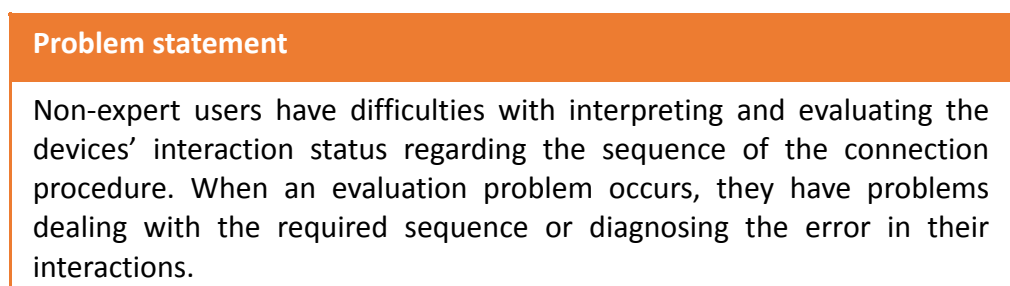 Problem statement
Non-expert users have difficulties with interpreting and evaluating the
devices’ interaction status regarding the sequence of the connection
procedure. When an evaluation problem occurs, they have problems
dealing with the required sequence or diagnosing the error in their
interactions.